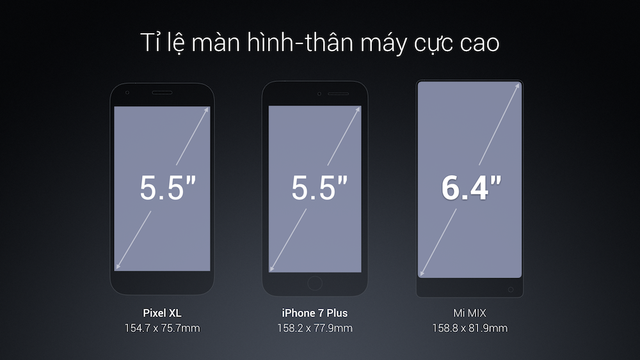 Tỉ lệ màn hình-thân máy cực cao
5.5"
5.5"
6.4"
Pixel XL
154.7 x 75.7mm
iPhone 7 Plus
158.2 x 77.9mm
Mi MIX
158.8 x 81.9mm